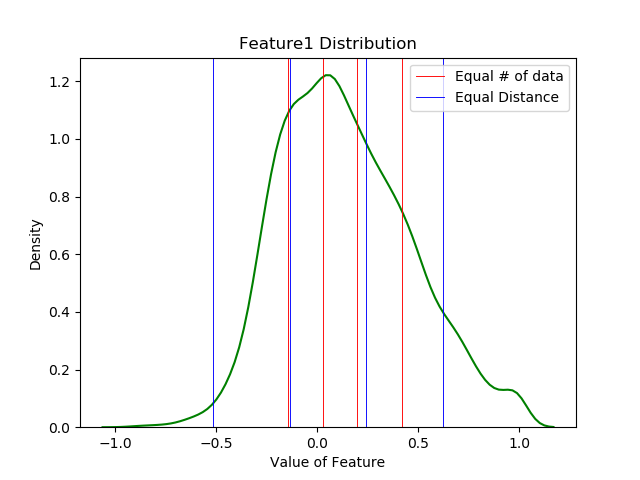 Feature1 Distribution
Equal # of data
Equal Distance
1.2
1.0
0.8
0.6
0.4
0.2
0.0
Density
−1.0 −0.5 0.0 0.5 1.0
Value of Feature